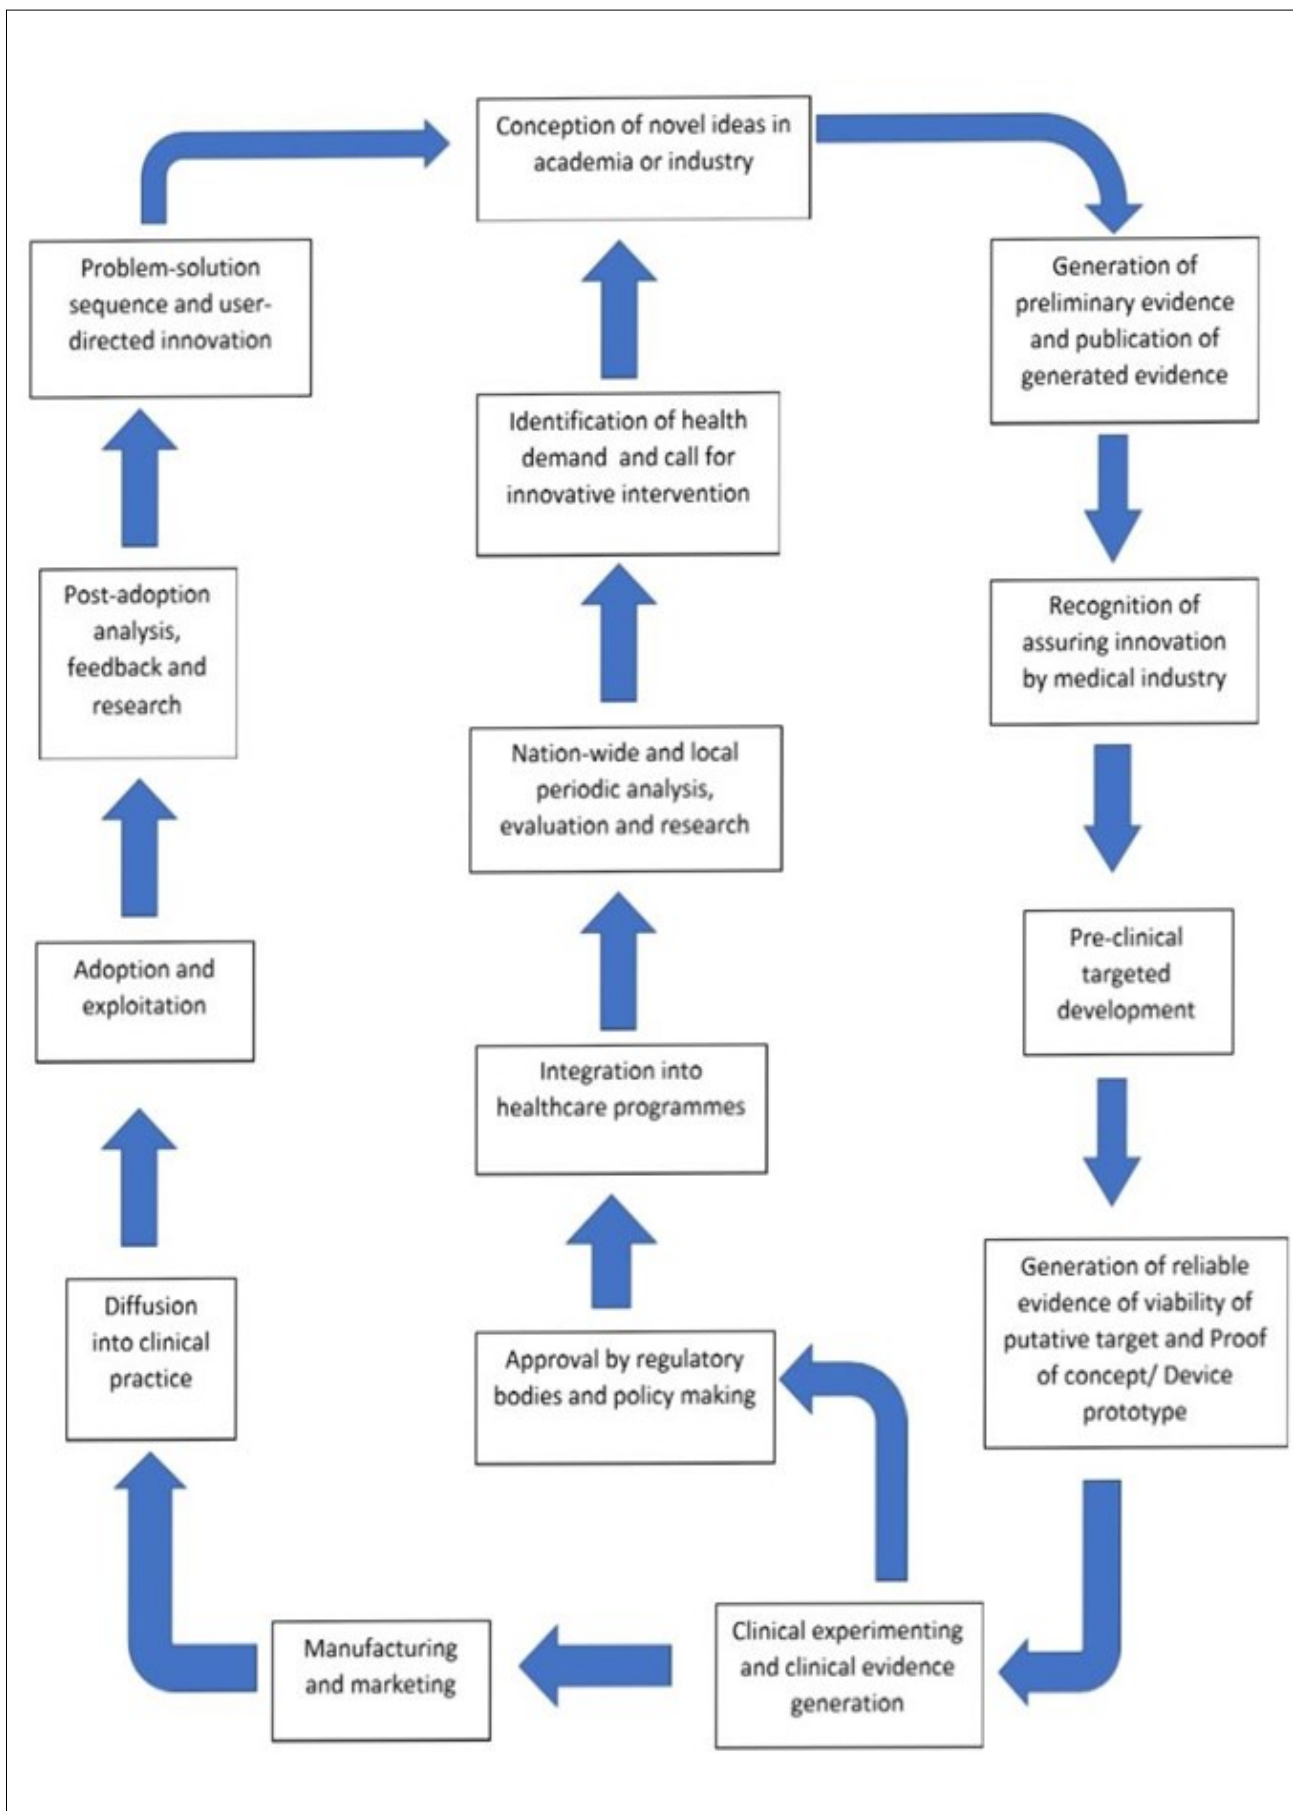 Conception of novel ideas in
academia or industry
Problem-solution
sequence and user-
directed innovation
Generation of
preliminary evidence
and publication of
generated evidence
Identification of health
demand and call for
innovative intervention
Post-adoption
analysis,
feedback and
research
Recognition of
assuring innovation
by medical industry
Nation-wide and local
periodic analysis,
evaluation and research
Adoption and
exploitation
Pre-clinical
targeted
development
Integration into
healthcare programmes
Generation of reliable
evidence of viability of
putative target and Proof
of concept/ Device
prototype
Diffusion
into clinical
practice
Approval by regulatory
bodies and policy making
Manufacturing
and marketing
Clinical experimenting
and clinical evidence
generation